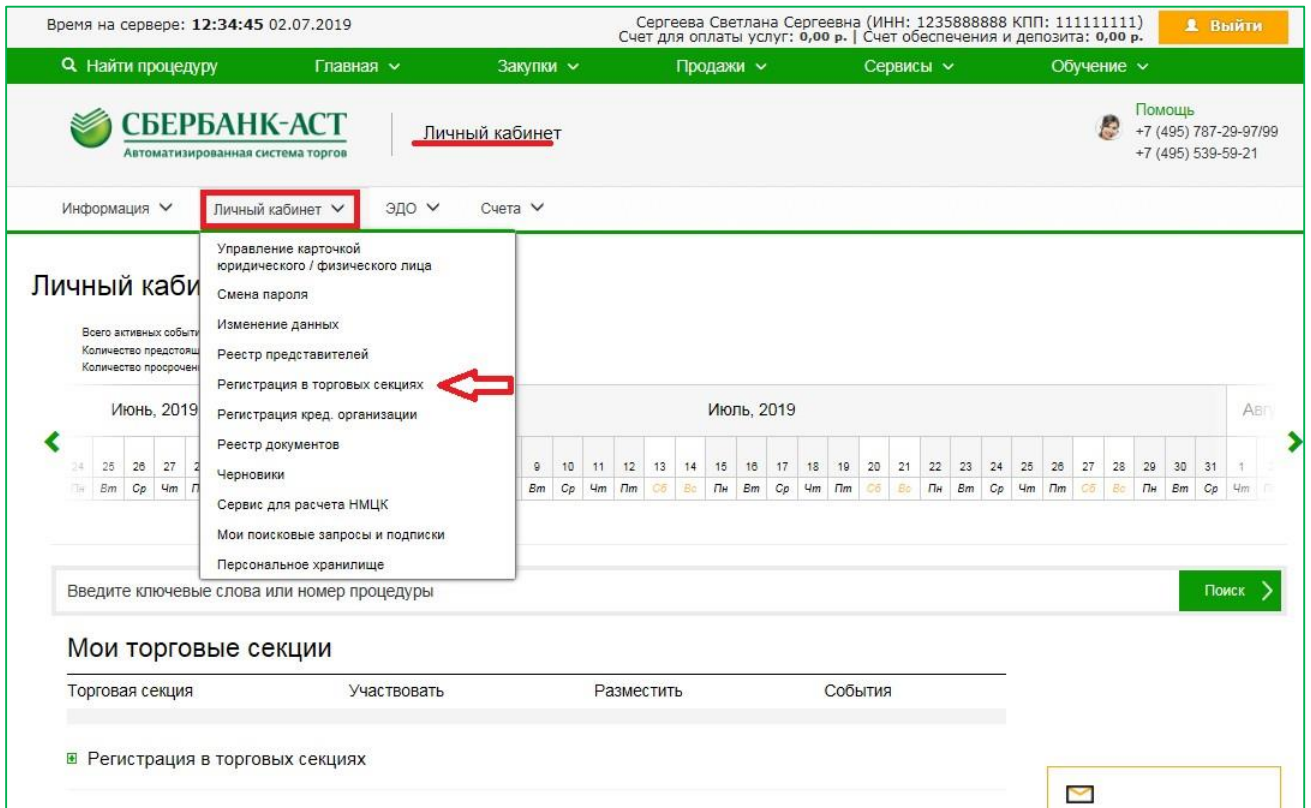 Время на сервере: 12:34:45 02.07.2019
Сергеева Светлана Сергеевна (ИНН: 1235888888 КПП: 111111111)
Счет для оплаты услуг: 0,00 р. | Счет обеспечения и депозита: 0,00 р.
Выйти
Найти процедуру Главная Закупки Продажи Сервисы Обучение
СБЕРБАНК-АСТ
Автоматизированная система торгов
Личный кабинет
Помощь
+7 (495) 787-29-97/99
+7 (495) 539-59-21
Информация Личный кабинет ЭДО Счета
Управление карточкой
юридического / физического лица
Смена пароля
Изменение данных
Реестр представителей
Регистрация в торговых секциях
Регистрация кред. организации
Реестр документов
Черновики
Сервис для расчета НМЦК
Мои поисковые запросы и подписки
Персональное хранилище
Личный каби
Всего активных событи
Количество предстоящ
Количество просрочен
Июнь, 2019 Июль, 2019 Авг
24 25 26 27 2 9 10 11 12 13 14 15 16 17 18 19 20 21 22 23 24 25 26 27 28 29 30 31 1
Пн Вт Ср Чт П Вт Ср Чт Пт Сб Вс Пн Вт Ср Чт Пт Сб Вс Пн Вт Ср Чт Пт Сб Вс Пн Вт Ср Чт
Введите ключевые слова или номер процедуры
Поиск
Мои торговые секции
Торговая секция Участвовать Разместить События
Регистрация в торговых секциях